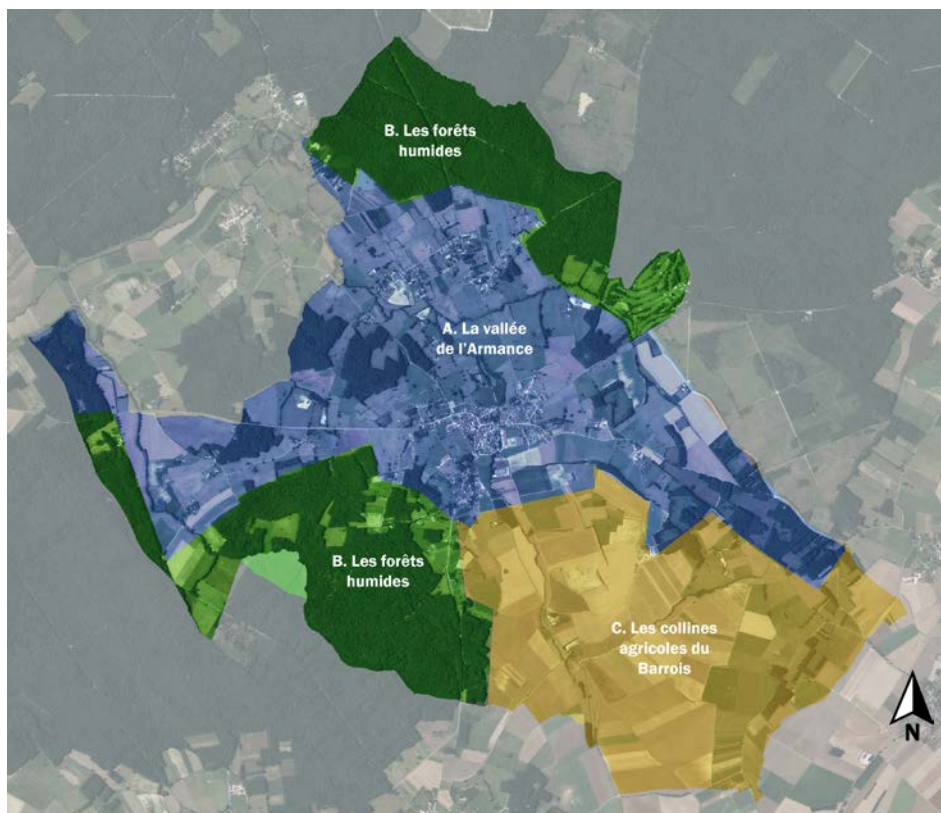 B. Les forêts
humides
A. La vallée
de l'Armance
B. Les forêts
humides
C. Les collines
agricoles du
Barrois
N